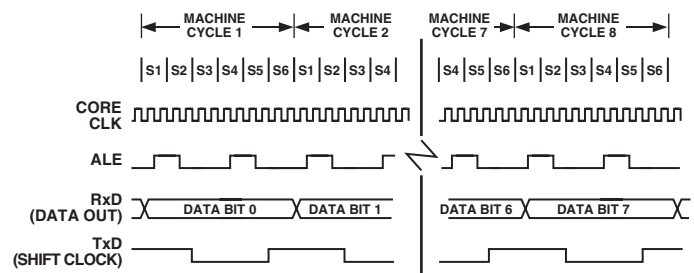 MACHINE CYCLE 1
MACHINE CYCLE 2
MACHINE CYCLE 7
MACHINE CYCLE 8
S1 S2 S3 S4 S5 S6 S1 S2 S3 S4
S4 S5 S6 S1 S2 S3 S4 S5 S6
CORE CLK
ALE
RxD (DATA OUT)
DATA BIT 0
DATA BIT 1
DATA BIT 6
DATA BIT 7
TxD (SHIFT CLOCK)